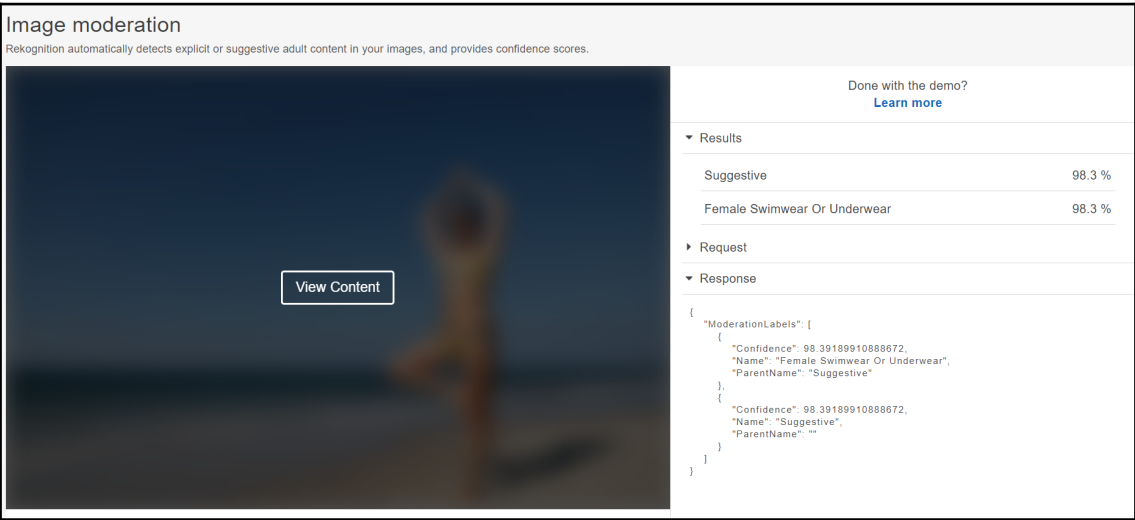 Image moderation
Rekognition automatically detects explicit or suggestive adult content in your images, and provides confidence scores.
View Content
Done with the demo?
Learn more
Results
Suggestive 98.3 %
Female Swimwear Or Underwear 98.3 %
Request
Response
{
"ModerationLabels": [
{
"Confidence": 98.39189910888672,
"Name": "Female Swimwear Or Underwear",
"ParentName": "Suggestive"
},
{
"Confidence": 98.39189910888672,
"Name": "Suggestive",
"ParentName": ""
}
]
}